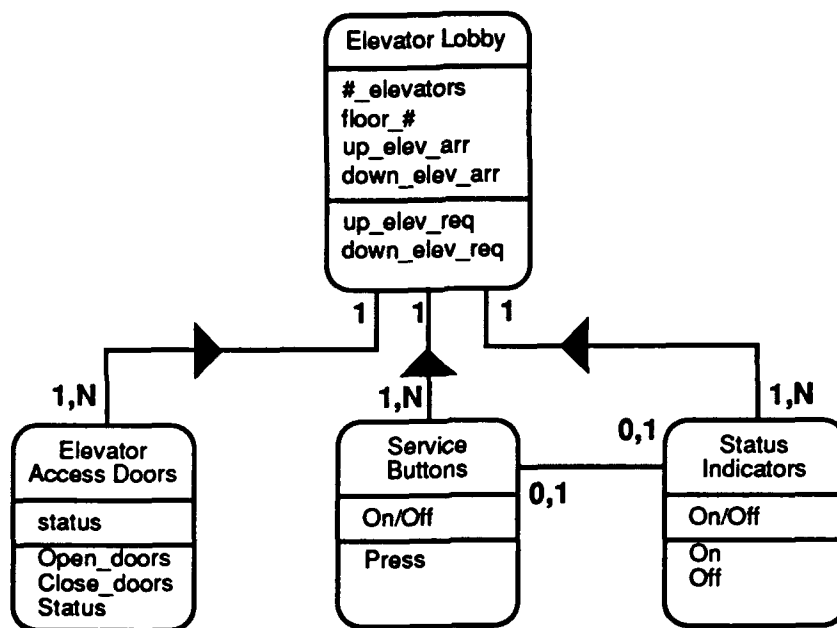 Elevator Lobby
#_elevators
floor_#
up_elev_arr
down_elev_arr
up_elev_req
down_elev_req
1
1
1
1,N
1,N
1,N
0,1
0,1
Elevator
Access Doors
status
Open_doors
Close_doors
Status
Service
Buttons
On/Off
Press
Status
Indicators
On/Off
On
Off